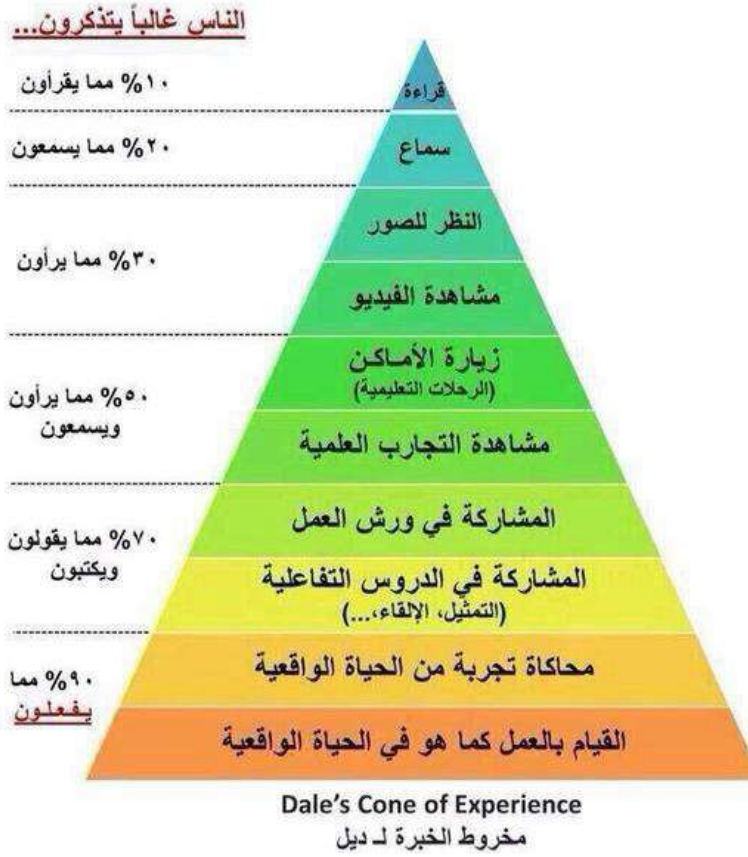 الناس غالباً يتذكرون...
١٠% مما يقرأون
قراءة
٢٠% مما يسمعون
سماع
النظر للصور
٣٠% مما يرأون
مشاهدة الفيديو
زيارة الأماكن
(الرحلات التعليمية)
٥٠% مما يرأون
ويسمعون
مشاهدة التجارب العلمية
المشاركة في ورش العمل
٧٠% مما يقولون
ويكتبون
المشاركة في الدروس التفاعلية
(التمثيل، الإلقاء،...)
محاكاة تجربة من الحياة الواقعية
٩٠% مما
يفعلون
القيام بالعمل كما هو في الحياة الواقعية
Dale's Cone of Experience
مخروط الخبرة لـ ديل